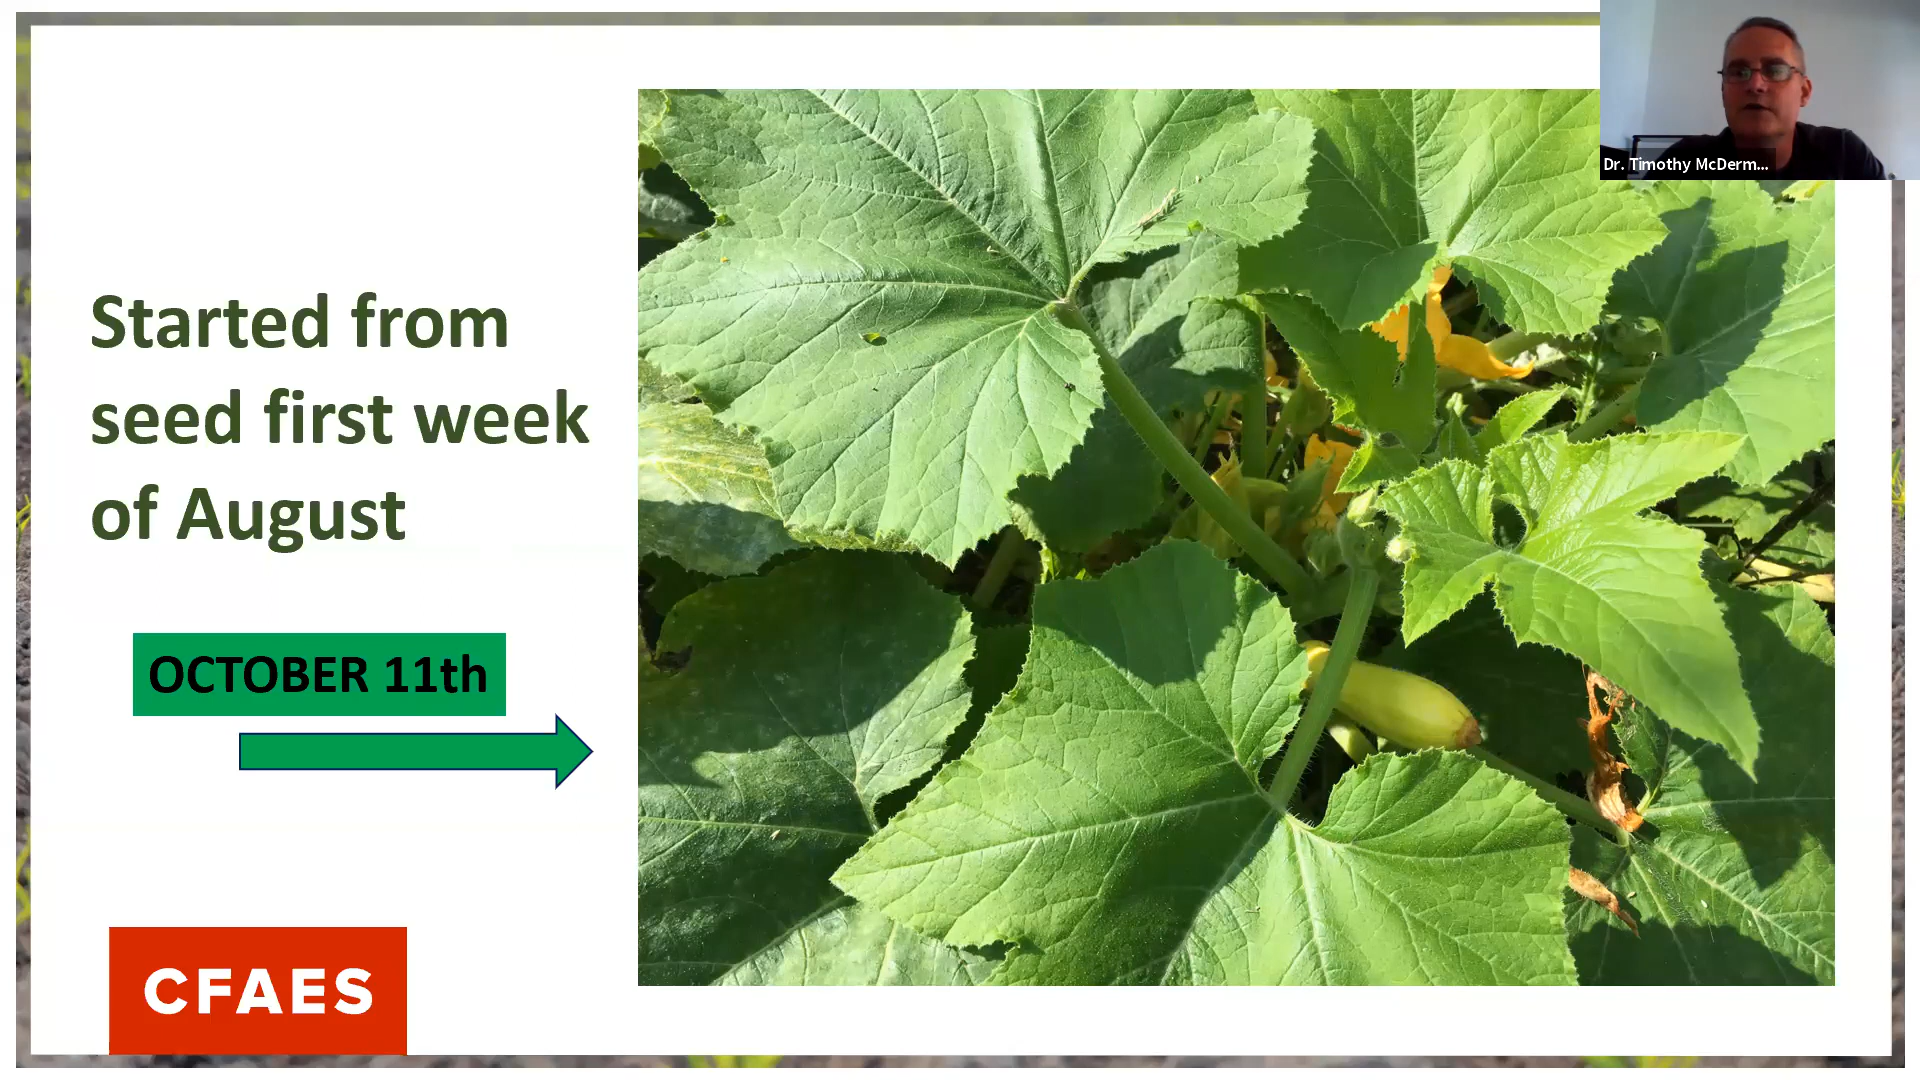 Dr. Timothy McDerm...
Started from
seed first week
of August
OCTOBER 11th
CFAES